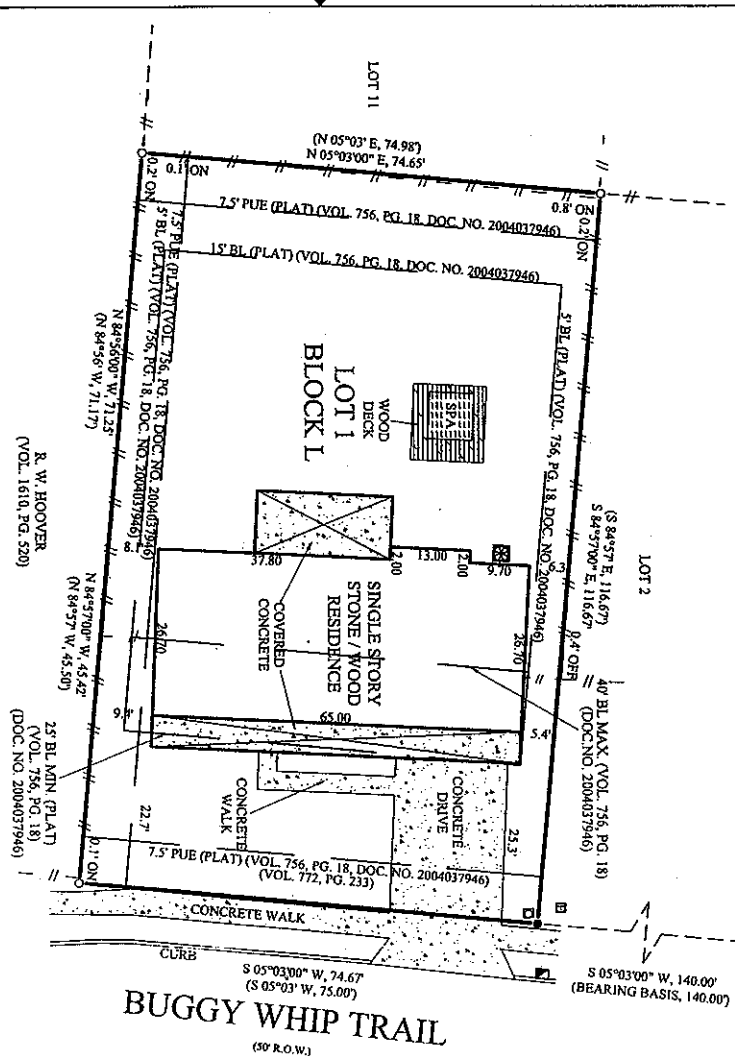 LOT 11
(N 05°03' E, 74.98')
N 05°03'00" E, 74.65'
0.2' ON
0.1' ON
0.8' ON
0.2' ON
7.5' PUE (PLAT) (VOL. 756, PG. 18, DOC. NO. 2004037946)
15' BL (PLAT) (VOL. 756, PG. 18, DOC. NO. 2004037946)
7.5' PUE (PLAT) (VOL. 756, PG. 18, DOC. NO. 2004037946)
5' BL (PLAT) (VOL. 756, PG. 18, DOC. NO. 2004037946)
5' BL (PLAT) (VOL. 756, PG. 18, DOC. NO. 2004037946)
LOT 2
(S 84°57' E, 116.67')
S 84°57'00" E, 116.67'
N 84°56'00" W, 71.25'
(N 84°56' W, 71.17')
LOT 1
BLOCK L
WOOD
DECK
SPA
R. W. HOOVER
(VOL. 1610, PG. 520)
8.1'
37.80
2.00
13.00
2.00
9.70
6.3'
0.4' OFF
SINGLE STORY
STONE / WOOD
RESIDENCE
COVERED
CONCRETE
26.70
26.70
65.00
N 84°57'00" W, 45.42'
(N 84°57' W, 45.50')
40' BL MAX. (VOL. 756, PG. 18)
(DOC.NO. 2004037946)
9.4'
5.4'
25' BL MIN (PLAT)
(VOL. 756, PG. 18)
(DOC. NO. 2004037946)
CONCRETE
WALK
CONCRETE
DRIVE
22.7'
25.3'
0.1' ON
7.5' PUE (PLAT) (VOL. 756, PG. 18, DOC. NO. 2004037946)
(VOL. 772, PG. 233)
CONCRETE WALK
CURB
S 05°03'00" W, 74.67'
(S 05°03' W, 75.00')
S 05°03'00" W, 140.00'
(BEARING BASIS, 140.00')
BUGGY WHIP TRAIL
(50' R.O.W.)